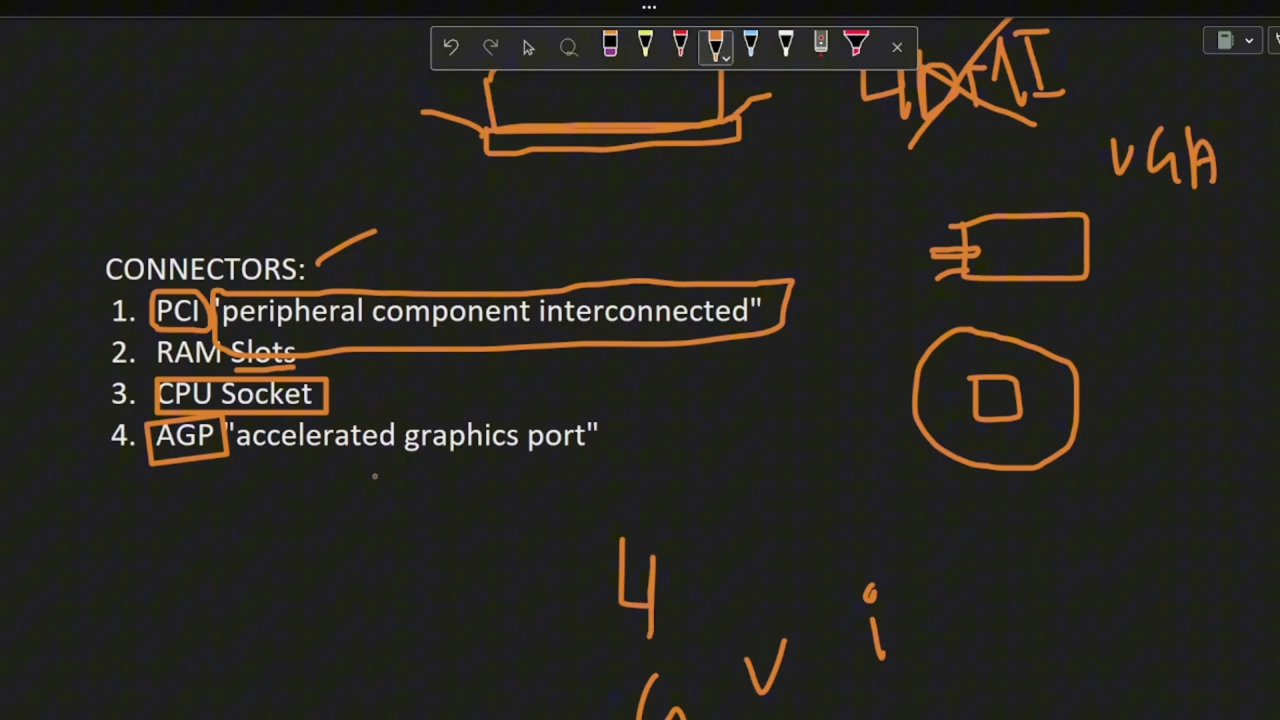 VGA
CONNECTORS:
1. PCI "peripheral component interconnected"
2. RAM Slots
3. CPU Socket
4. AGP "accelerated graphics port"
4
V
i